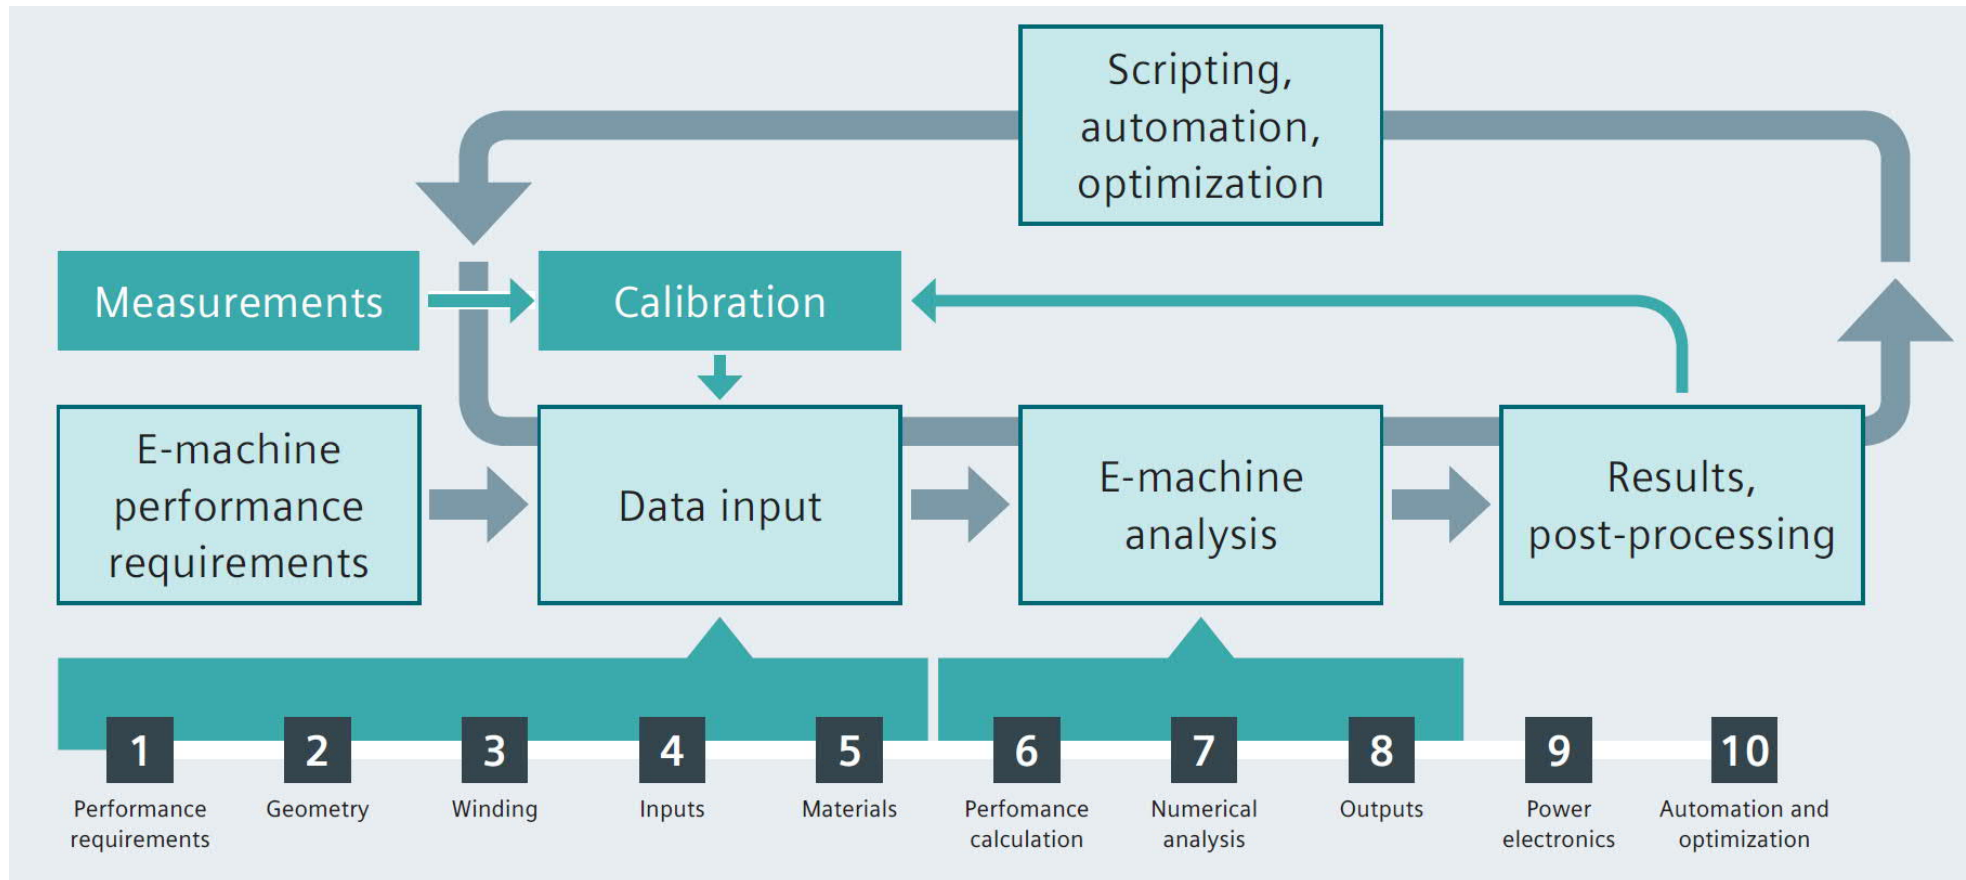 Scripting,
automation,
optimization
Measurements
Calibration
E-machine
performance
requirements
Data input
E-machine
analysis
Results,
post-processing
1
2
3
4
5
6
7
8
9
10
Performance
requirements
Geometry
Winding
Inputs
Materials
Perfomance
calculation
Numerical
analysis
Outputs
Power
electronics
Automation and
optimization